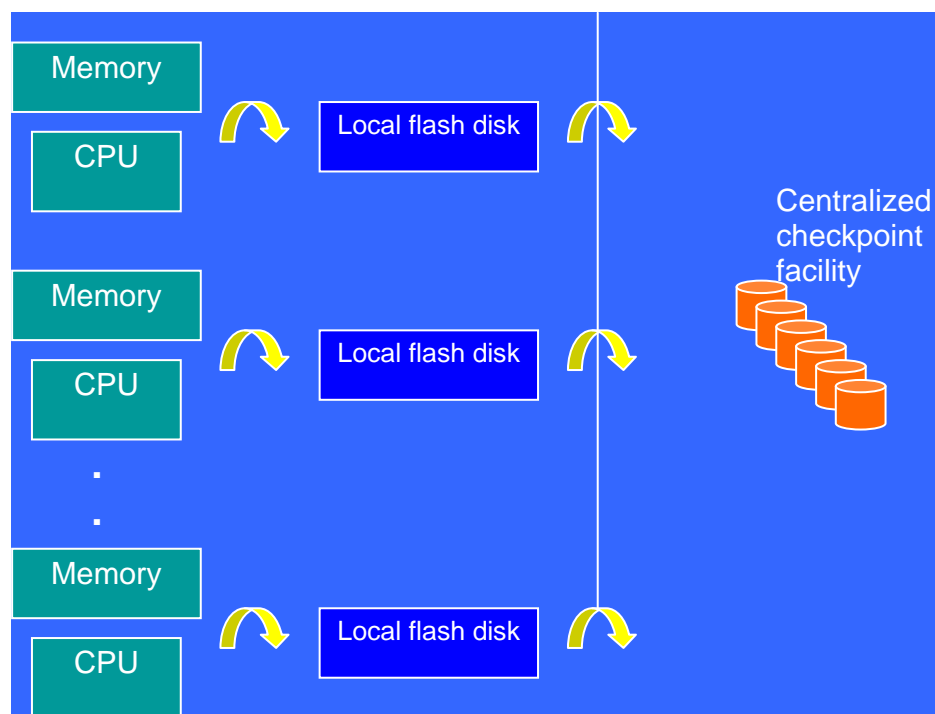 Memory
CPU
Local flash disk
Centralized
checkpoint
facility
Memory
CPU
Local flash disk
.
.
Memory
CPU
Local flash disk